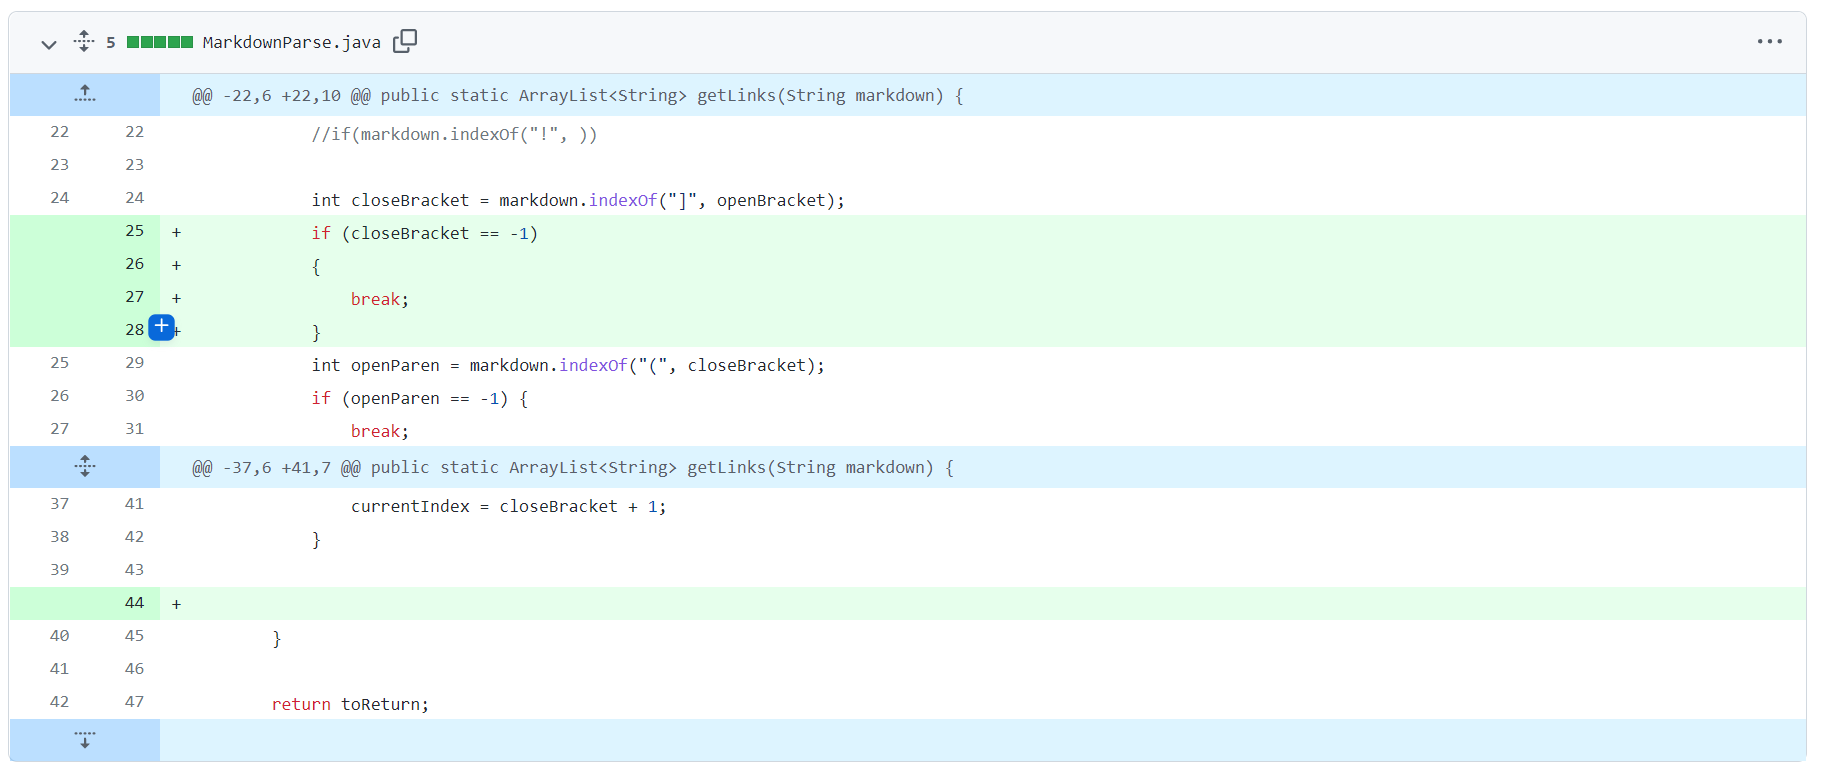 5 MarkdownParse.java
@@ -22,6 +22,10 @@ public static ArrayList<String> getLinks(String markdown) {
22 22 //if(markdown.indexOf("!", ))
23 23
24 24 int closeBracket = markdown.indexOf("]", openBracket);
25 + if (closeBracket == -1)
26 + {
27 + break;
28 + }
25 29 int openParen = markdown.indexOf("(", closeBracket);
26 30 if (openParen == -1) {
27 31 break;
@@ -37,6 +41,7 @@ public static ArrayList<String> getLinks(String markdown) {
37 41 currentIndex = closeBracket + 1;
38 42 }
39 43
44 +
40 45 }
41 46
42 47 return toReturn;